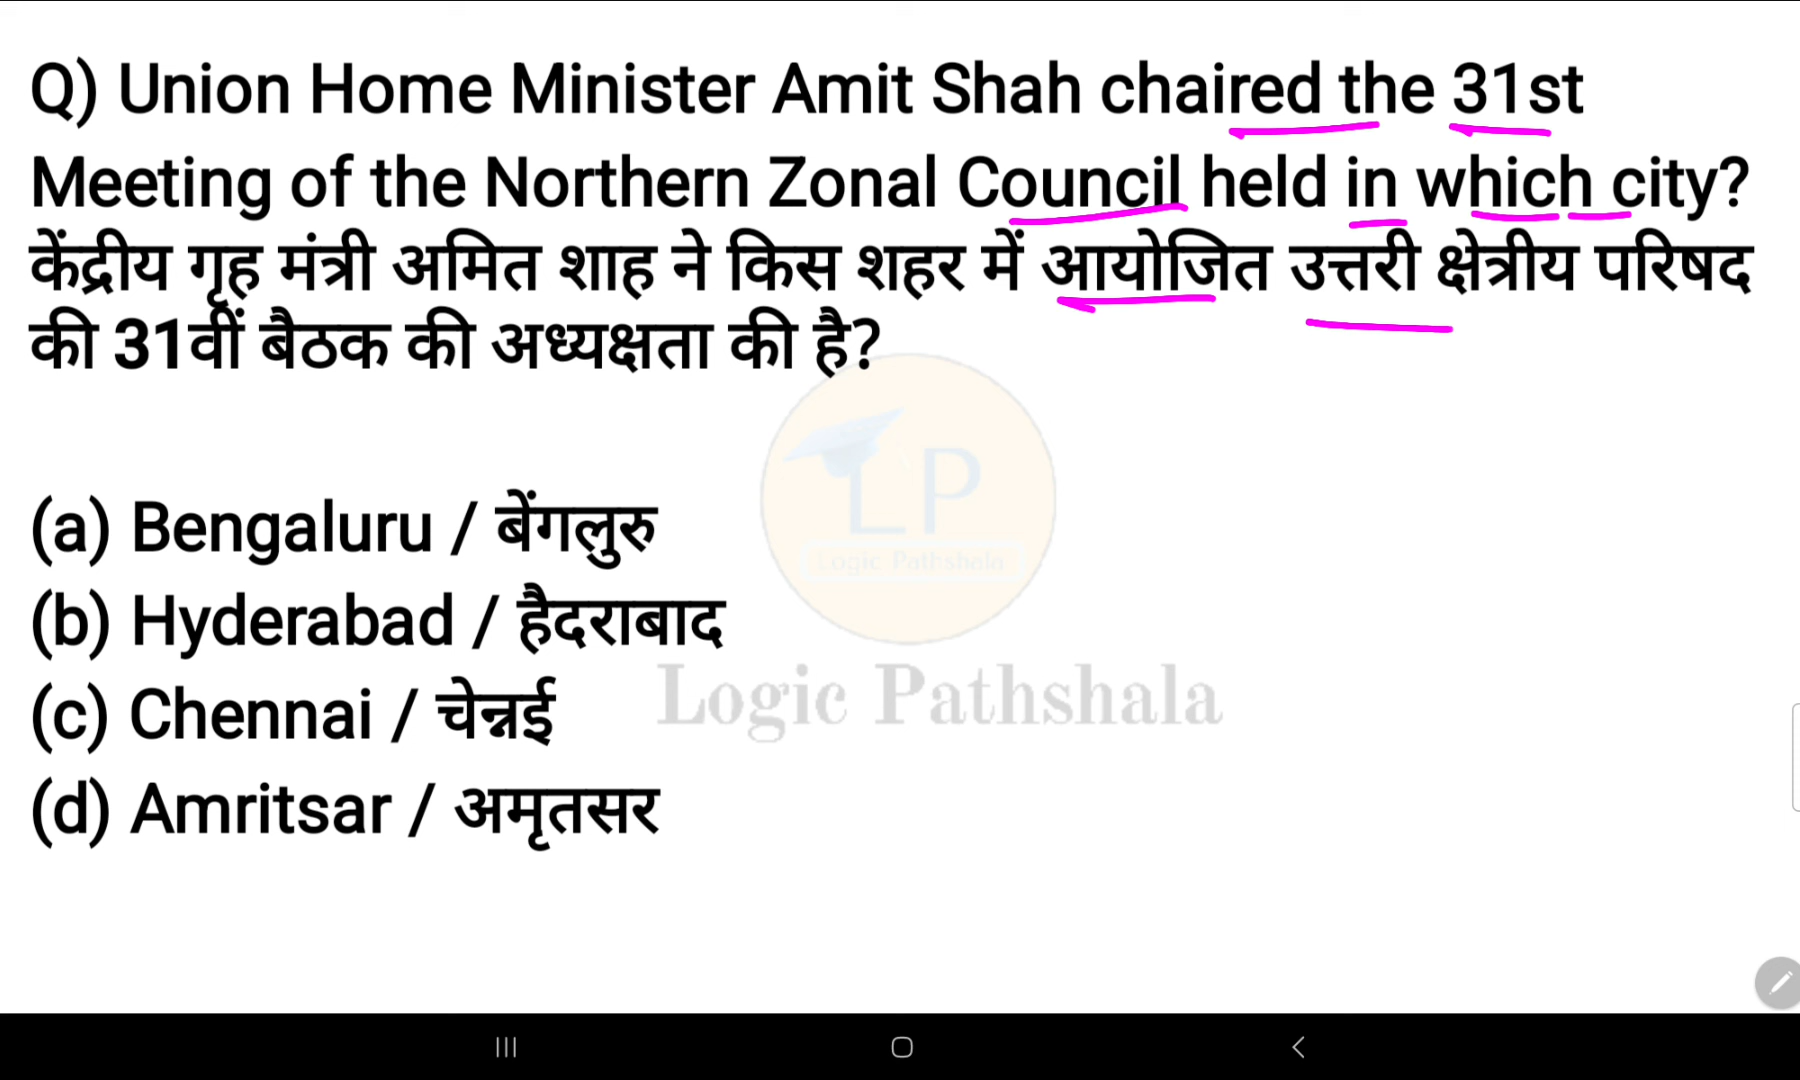 Q) Union Home Minister Amit Shah chaired the 31st
Meeting of the Northern Zonal Council held in which city?
केंद्रीय गृह मंत्री अमित शाह ने किस शहर में आयोजित उत्तरी क्षेत्रीय परिषद
की 31वीं बैठक की अध्यक्षता की है?
LP
Logic Pathshala
(a) Bengaluru / बेंगलुरु
(b) Hyderabad / हैदराबाद
Logic Pathshala
(c) Chennai / चेन्नई
(d) Amritsar / अमृतसर